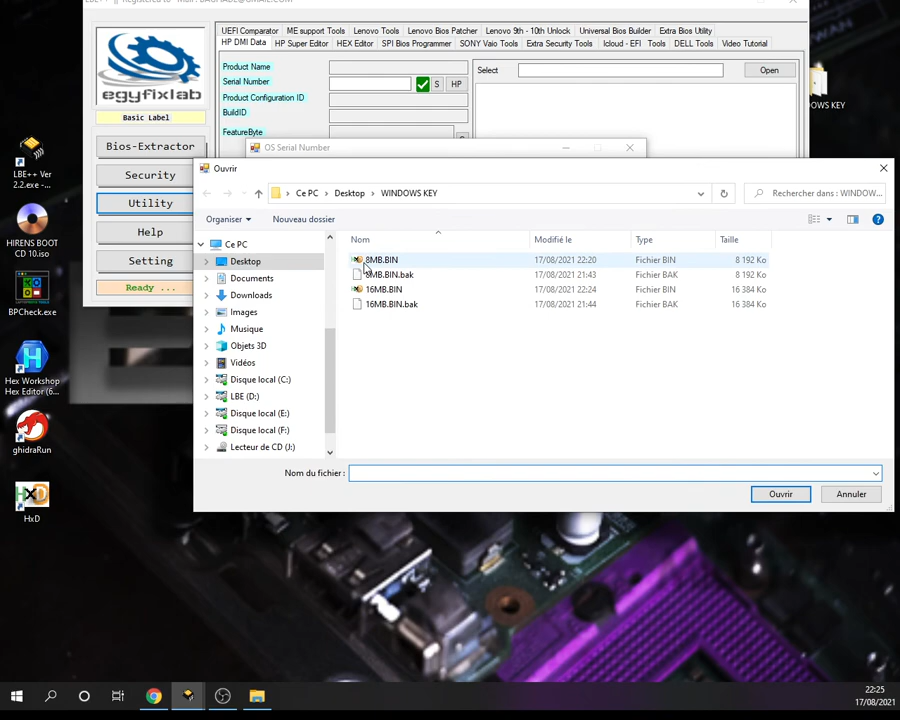 UEFI Comparator
ME support Tools
Lenovo Tools
Lenovo Bios Patcher
Lenovo 9th - 10th Unlock
Universal Bios Builder
Extra Bios Utility
HP DMI Data
HP Super Editor
HEX Editor
SPI Bios Programmer
SONY Vaio Tools
Extra Security Tools
Icloud - EFI Tools
DELL Tools
Video Tutorial
egyfixlab
Basic Label
Bios-Extractor
Security
Utility
Help
Setting
Ready ...
Product Name
Serial Number
S
HP
Product Configuration ID
BuildID
FeatureByte
Select
Open
OS Serial Number
Ouvrir
Ce PC
Desktop
WINDOWS KEY
Rechercher dans : WINDOW...
Organiser
Nouveau dossier
Nom
Modifié le
Type
Taille
8MB.BIN 17/08/2021 22:20 Fichier BIN 8 192 Ko
8MB.BIN.bak 17/08/2021 21:43 Fichier BAK 8 192 Ko
16MB.BIN 17/08/2021 22:24 Fichier BIN 16 384 Ko
16MB.BIN.bak 17/08/2021 21:44 Fichier BAK 16 384 Ko
Ce PC
Desktop
Documents
Downloads
Images
Musique
Objets 3D
Vidéos
Disque local (C:)
LBE (D:)
Disque local (E:)
Disque local (F:)
Lecteur de CD (J:)
Nom du fichier :
Ouvrir
Annuler
LBE++ Ver
2.2.exe -...
HIRENS BOOT
CD 10.iso
BPCheck.exe
Hex Workshop
Hex Editor (6...
ghidraRun
HxD
OWS KEY
22:25
17/08/2021